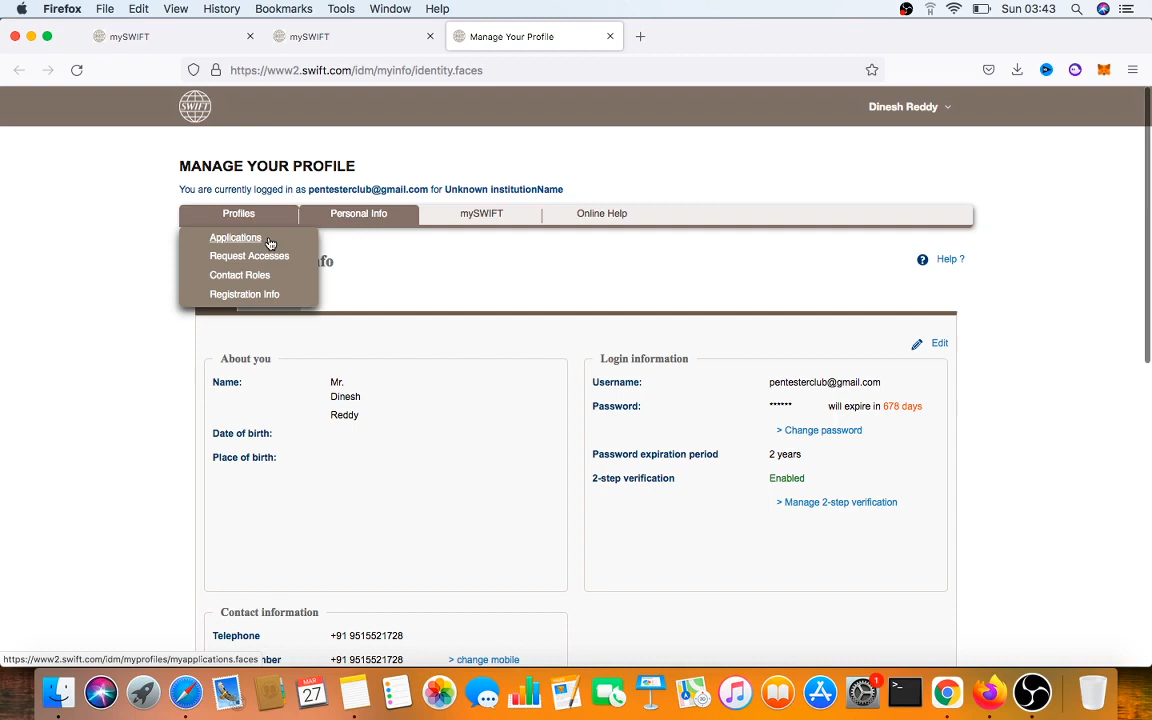 Firefox File Edit View History Bookmarks Tools Window Help Sun 03:43
mySWIFT mySWIFT Manage Your Profile
https://www2.swift.com/idm/myinfo/identity.faces
SWIFT Dinesh Reddy
MANAGE YOUR PROFILE
You are currently logged in as pentesterclub@gmail.com for Unknown institutionName
Profiles Personal Info mySWIFT Online Help
Applications
Request Accesses
Contact Roles
Registration Info
fo
Help ?
Edit
About you
Name: Mr.
Dinesh
Reddy
Date of birth:
Place of birth:
Login information
Username: pentesterclub@gmail.com
Password: ****** will expire in 678 days
> Change password
Password expiration period 2 years
2-step verification Enabled
> Manage 2-step verification
Contact information
Telephone +91 9515521728
ber +91 9515521728 > change mobile
https://www2.swift.com/idm/myprofiles/myapplications.faces
MAR
27
1